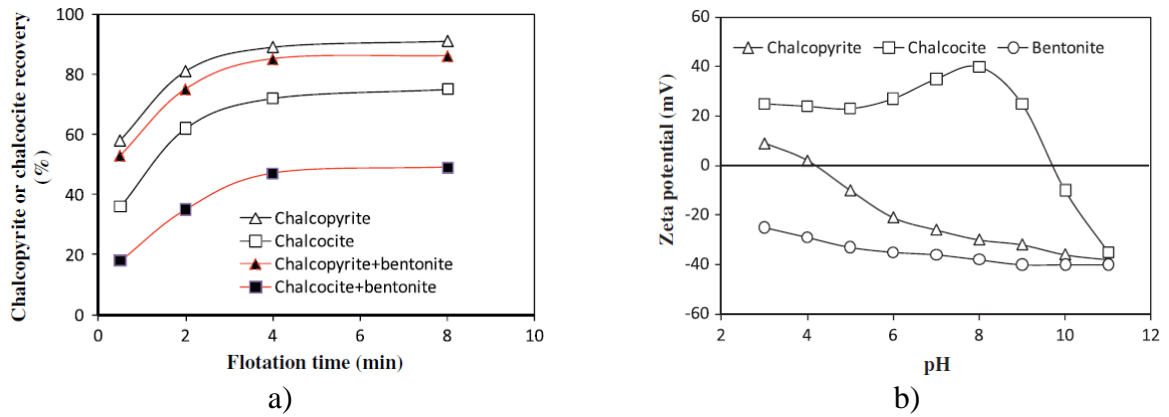 Chalcopyrite or chalcocite recovery
(%)
100
80
60
40
20
0
Chalcopyrite
Chalcocite
Chalcopyrite+bentonite
Chalcocite+bentonite
0 2 4 6 8 10
Flotation time (min)
a)
Zeta potential (mV)
60
40
20
0
-20
-40
-60
Chalcopyrite Chalcocite Bentonite
2 4 6 8 10 12
pH
b)